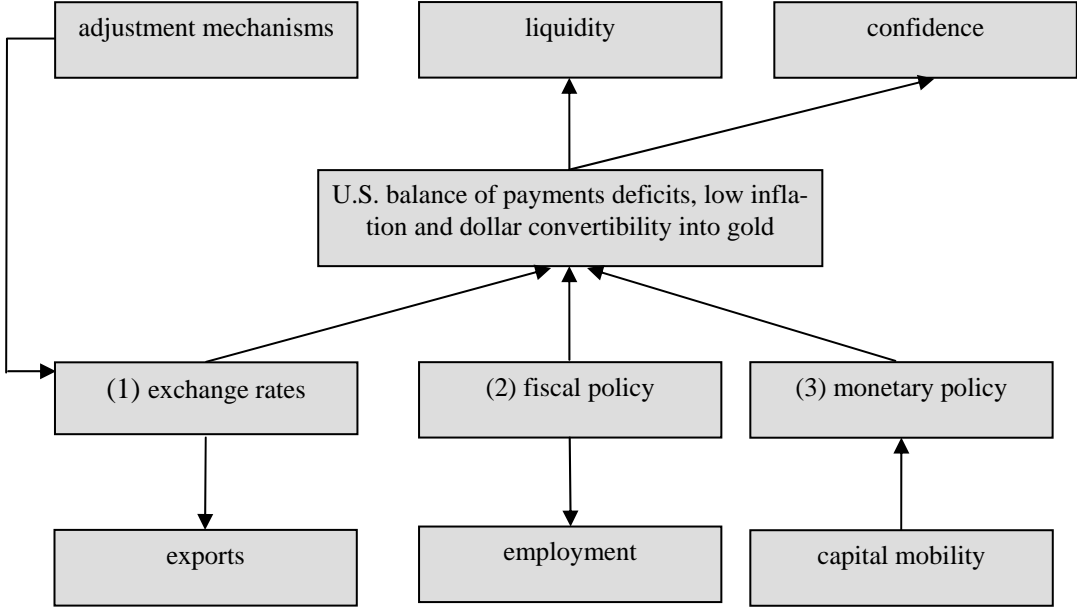 adjustment mechanisms
liquidity
confidence
U.S. balance of payments deficits, low infla-
tion and dollar convertibility into gold
(1) exchange rates
(2) fiscal policy
(3) monetary policy
exports
employment
capital mobility